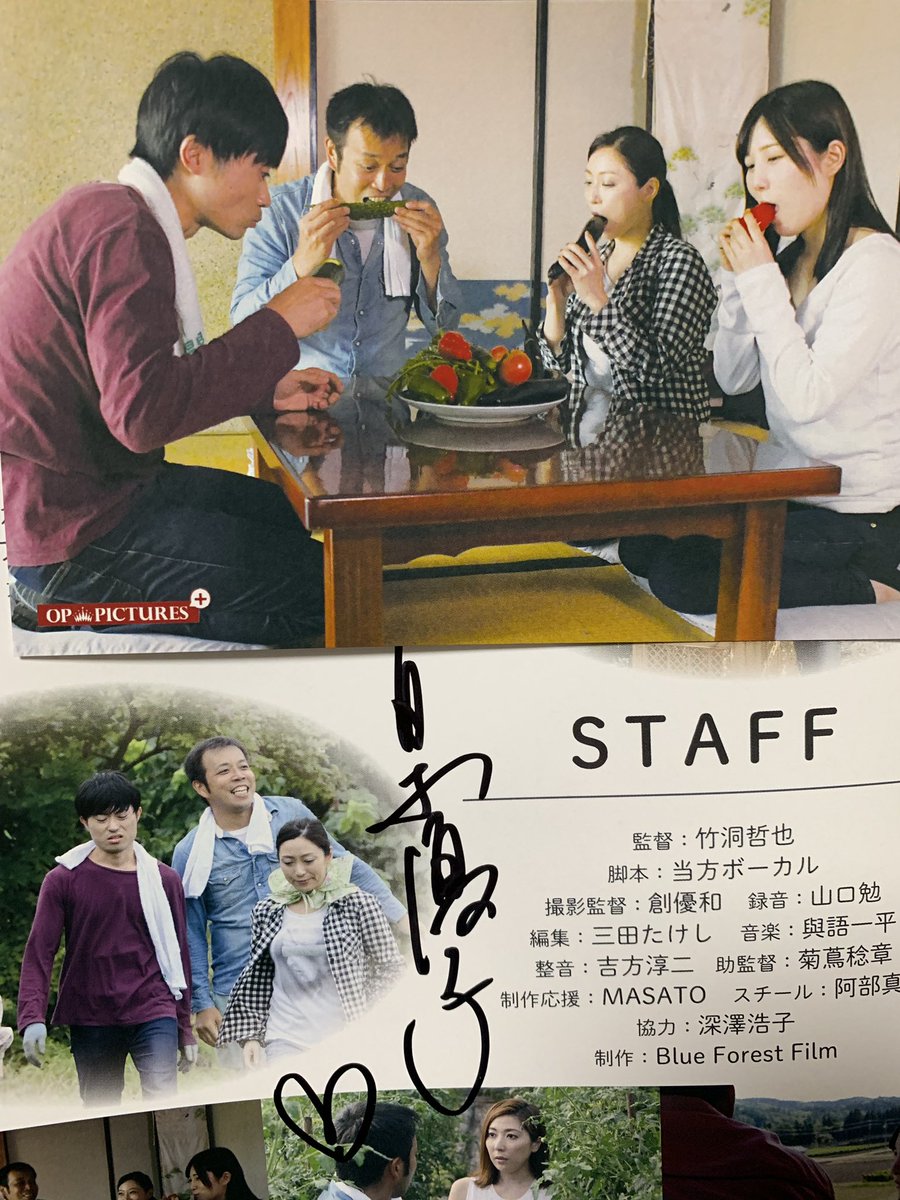 OP PICTURES+
STAFF
監督：竹洞哲也
脚本：当方ボーカル
撮影監督：創優和 録音：山口勉
編集：三田たけし 音楽：與語一平
整音：吉方淳二 助監督：菊嶌稔章
制作応援：MASATO スチール：阿部真
協力：深澤浩子
制作：Blue Forest Film